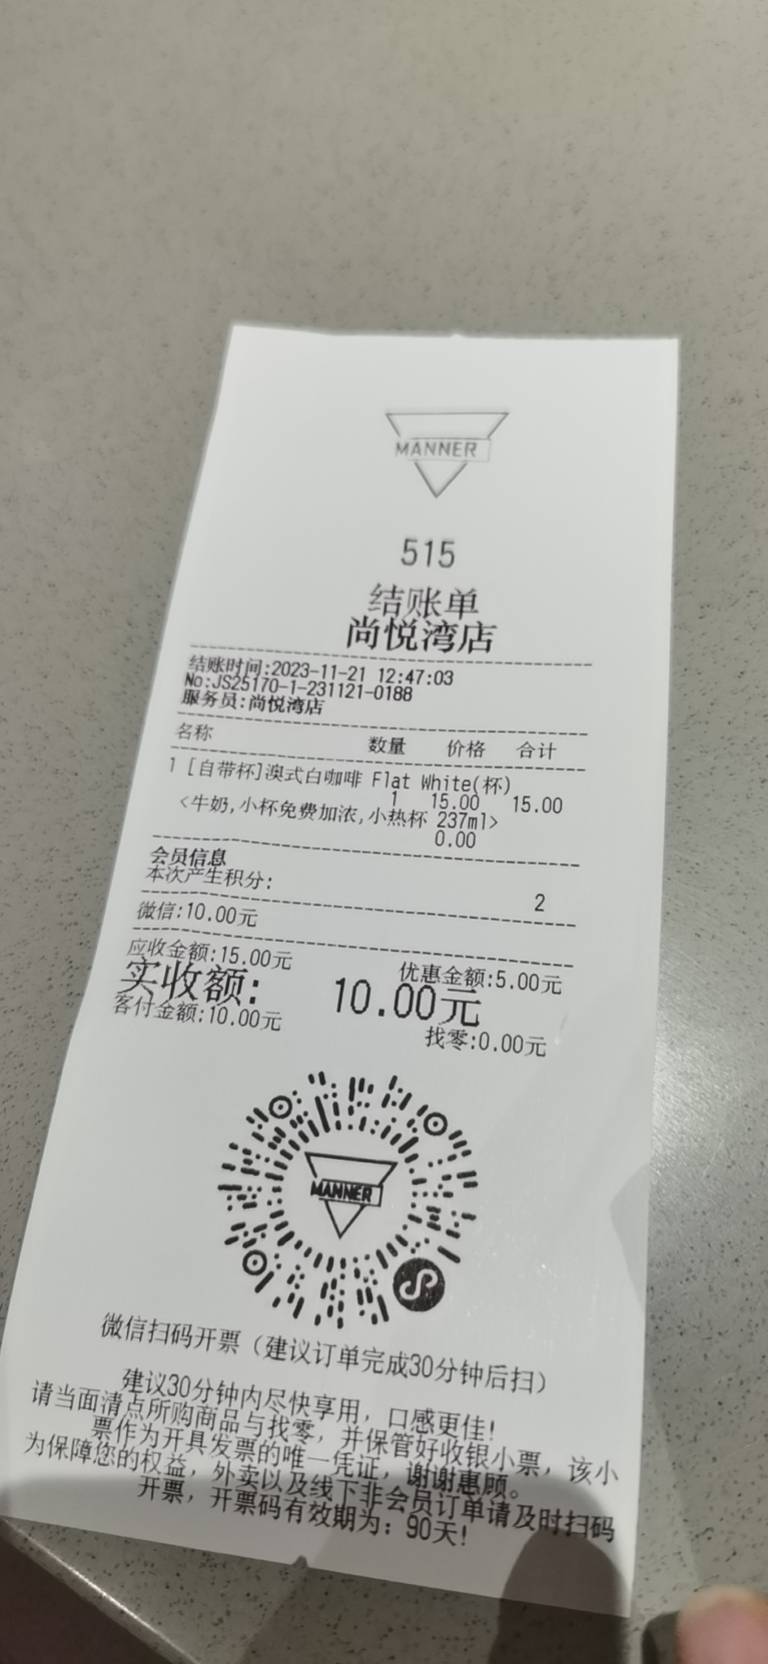 MANNER
515
结账单
尚悦湾店
结账时间:2023-11-21 12:47:03
No:JS25170-1-231121-0188
服务员:尚悦湾店
名称 数量 价格 合计
1 [自带杯]澳式白咖啡 Flat White(杯)
1 15.00 15.00
<牛奶,小杯免费加浓,小热杯 237ml>
0.00
会员信息
本次产生积分: 2
微信:10.00元
应收金额:15.00元 优惠金额:5.00元
实收额: 10.00元
客付金额:10.00元 找零:0.00元
MANNER
微信扫码开票（建议订单完成30分钟后扫）
建议30分钟内尽快享用，口感更佳!
请当面清点所购商品与找零，并保管好收银小票，该小
票作为开具发票的唯一凭证，谢谢惠顾。
为保障您的权益，外卖以及线下非会员订单请及时扫码
开票，开票码有效期为：90天!